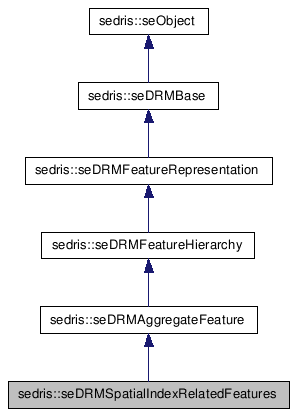 sedris::seObject
sedris::seDRMBase
sedris::seDRMFeatureRepresentation
sedris::seDRMFeatureHierarchy
sedris::seDRMAggregateFeature
sedris::seDRMSpatialIndexRelatedFeatures